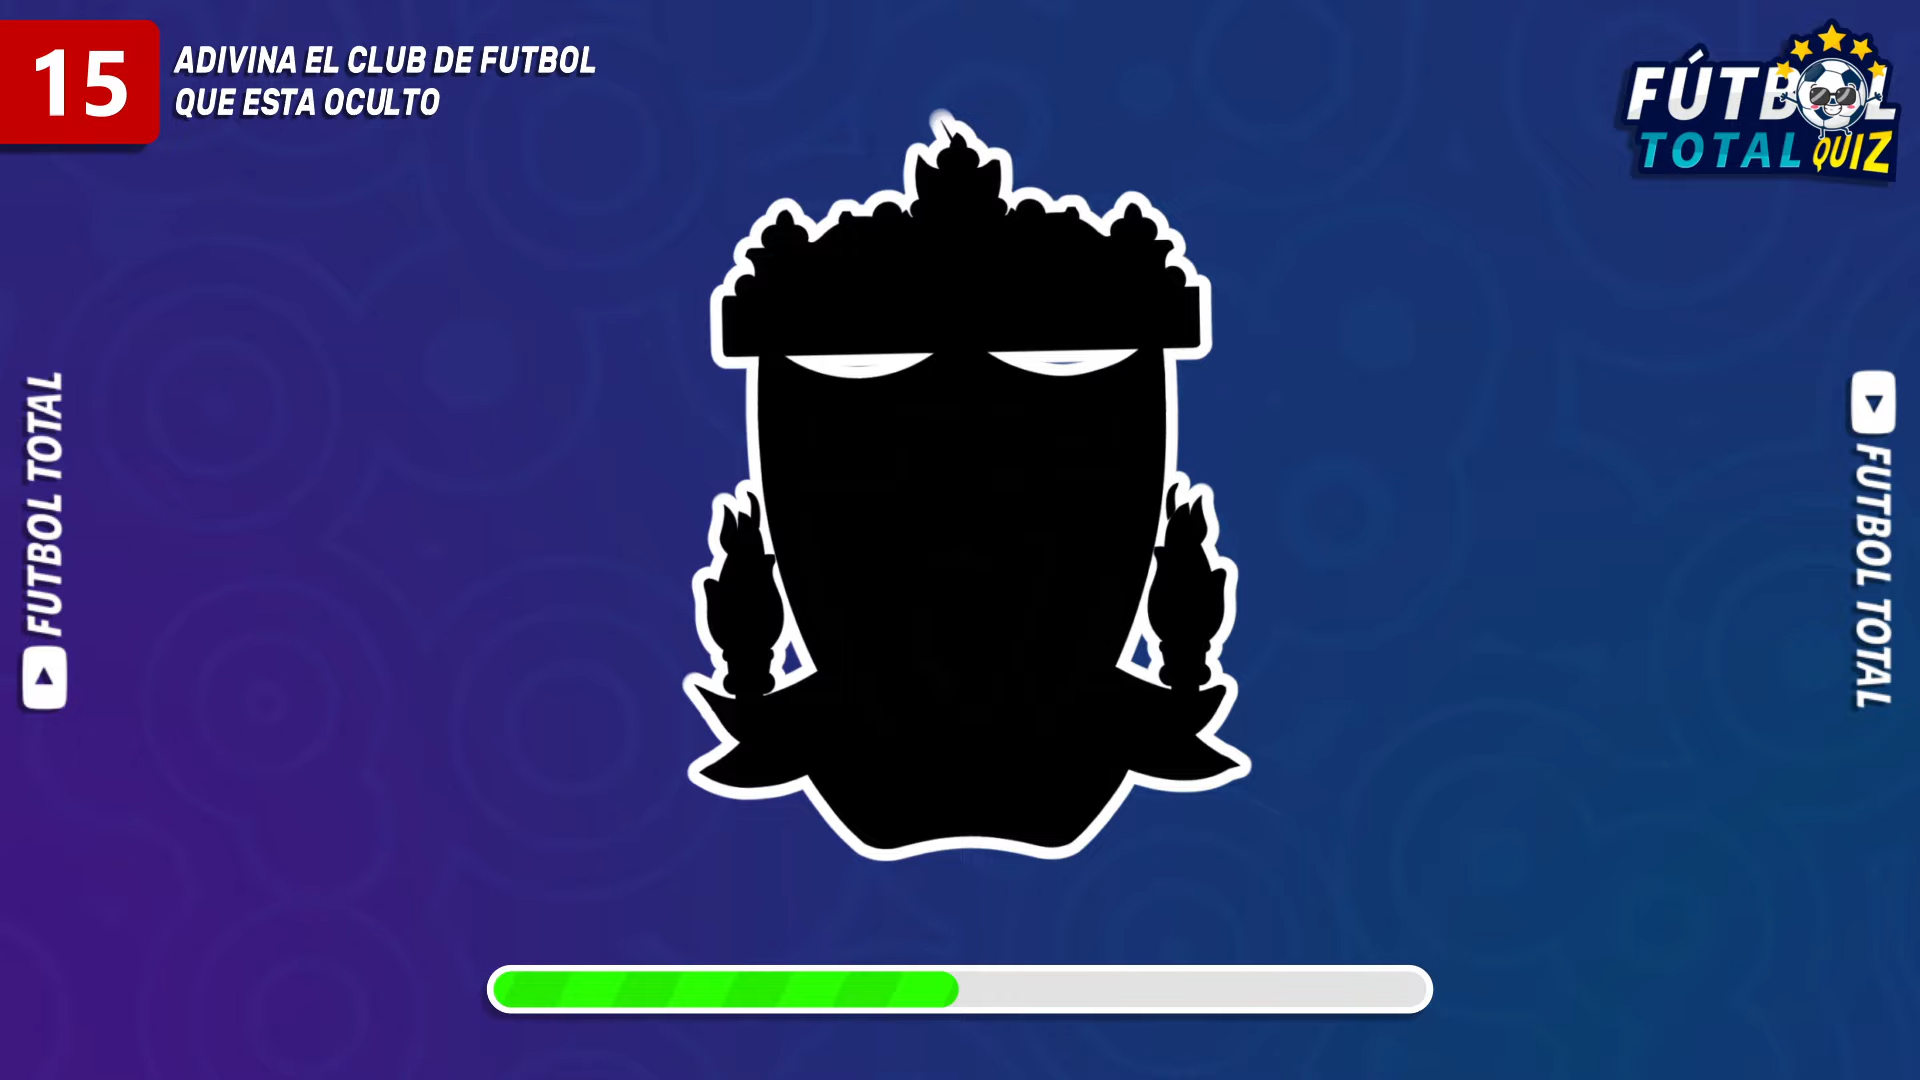 15
ADIVINA EL CLUB DE FUTBOL
QUE ESTA OCULTO
FÚTBOL
TOTAL QUIZ
FUTBOL TOTAL
FUTBOL TOTAL